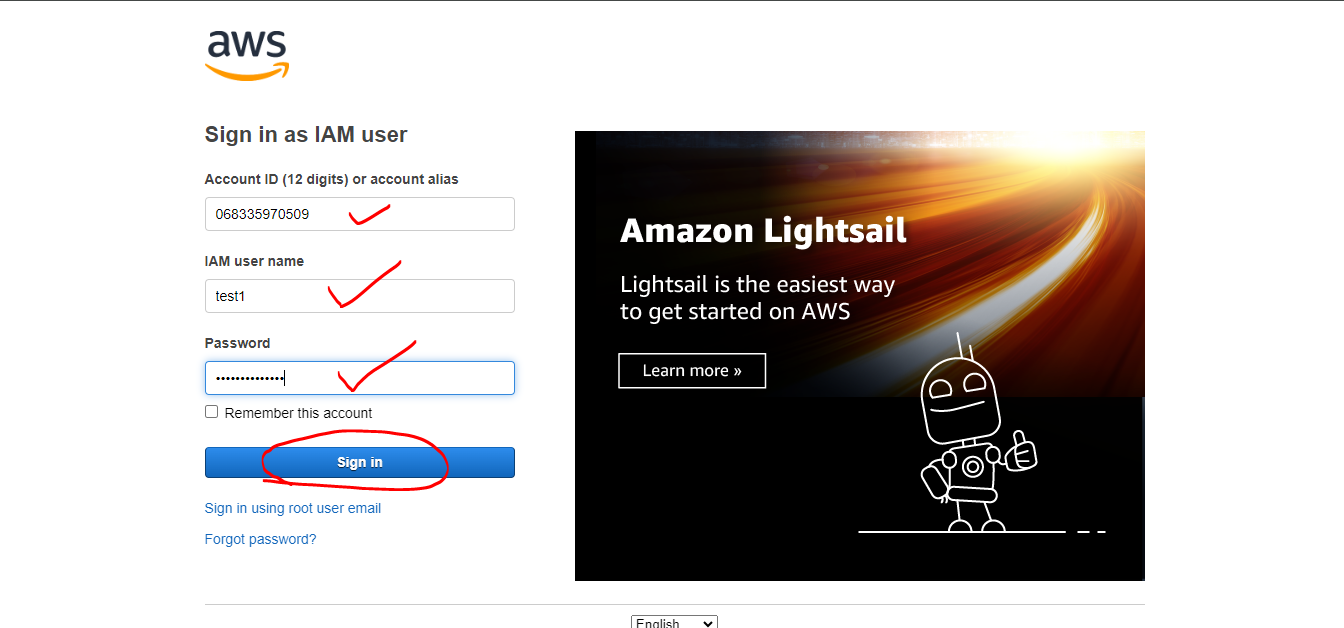 aws
Sign in as IAM user
Account ID (12 digits) or account alias
068335970509
IAM user name
test1
Password
••••••••••••••
Remember this account
Sign in
Sign in using root user email
Forgot password?
Amazon Lightsail
Lightsail is the easiest way
to get started on AWS
Learn more »
English